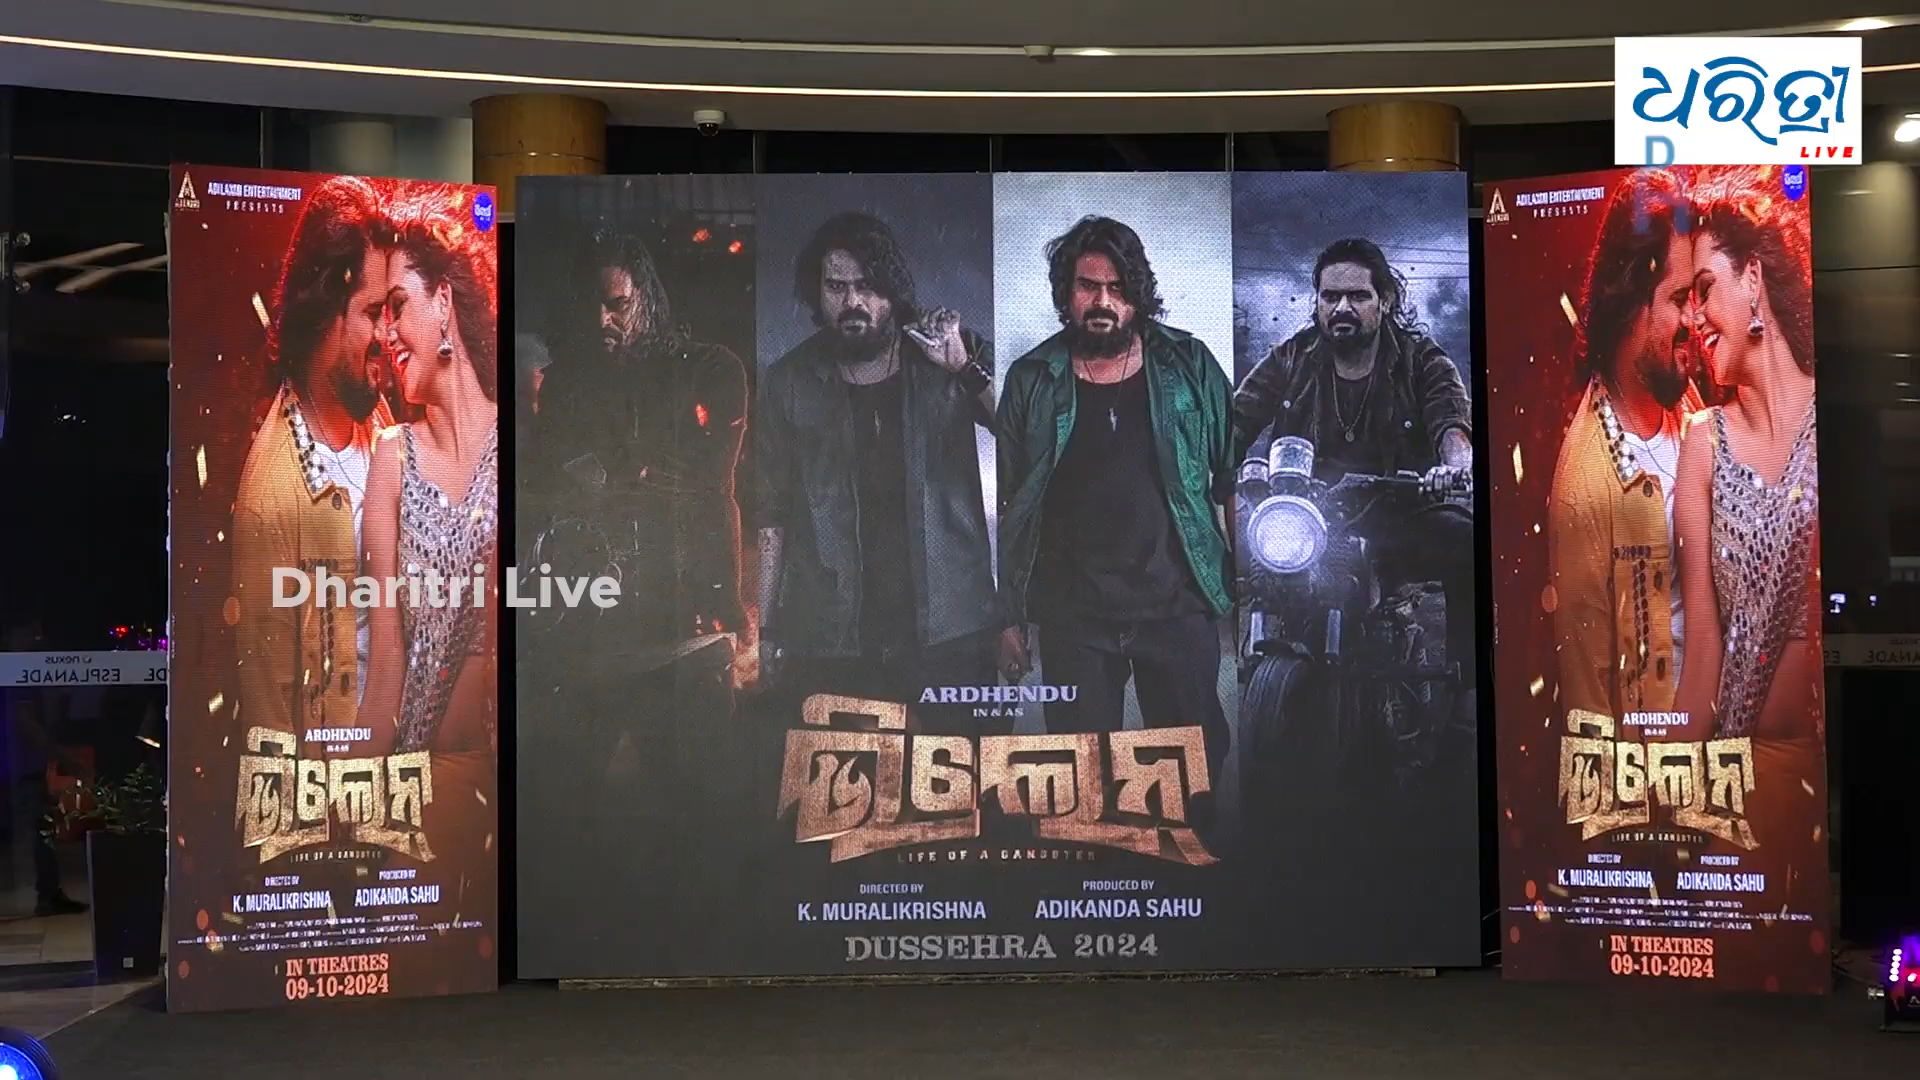 ଧରିତ୍ରୀ
LIVE
D
ADILAXMI ENTERTAINMENT
PRESENTS
ARDHENDU
IN & AS
ଭିଲେନ୍
DIRECTED BY
K. MURALIKRISHNA
PRODUCED BY
ADIKANDA SAHU
IN THEATRES
09-10-2024
Dharitri Live
ARDHENDU
IN & AS
ଭିଲେନ୍
LIFE OF A GANGSTER
DIRECTED BY
K. MURALIKRISHNA
PRODUCED BY
ADIKANDA SAHU
DUSSEHRA 2024
ADILAXMI ENTERTAINMENT
PRESENTS
ARDHENDU
IN & AS
ଭିଲେନ୍
LIFE OF A GANGSTER
DIRECTED BY
K. MURALIKRISHNA
PRODUCED BY
ADIKANDA SAHU
IN THEATRES
09-10-2024
nexus
ESPLANADE